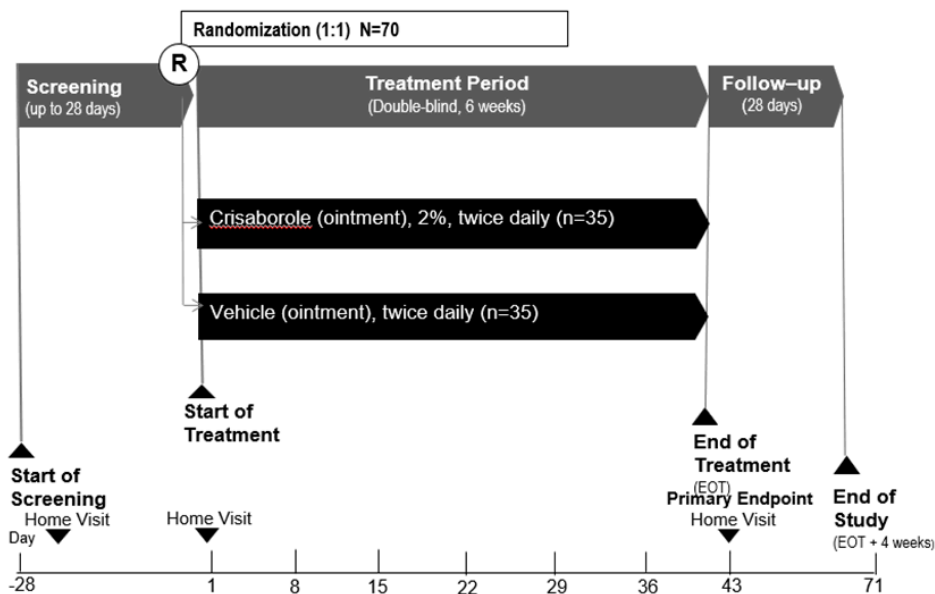 Randomization (1:1) N=70
R
Screening
(up to 28 days)
Treatment Period
(Double-blind, 6 weeks)
Follow–up
(28 days)
Crisaborole (ointment), 2%, twice daily (n=35)
Vehicle (ointment), twice daily (n=35)
Start of
Treatment
End of
Treatment
(EOT)
Primary Endpoint
Home Visit
Start of
Screening
Home Visit
Home Visit
End of
Study
(EOT + 4 weeks)
Day
-28 1 8 15 22 29 36 43 71